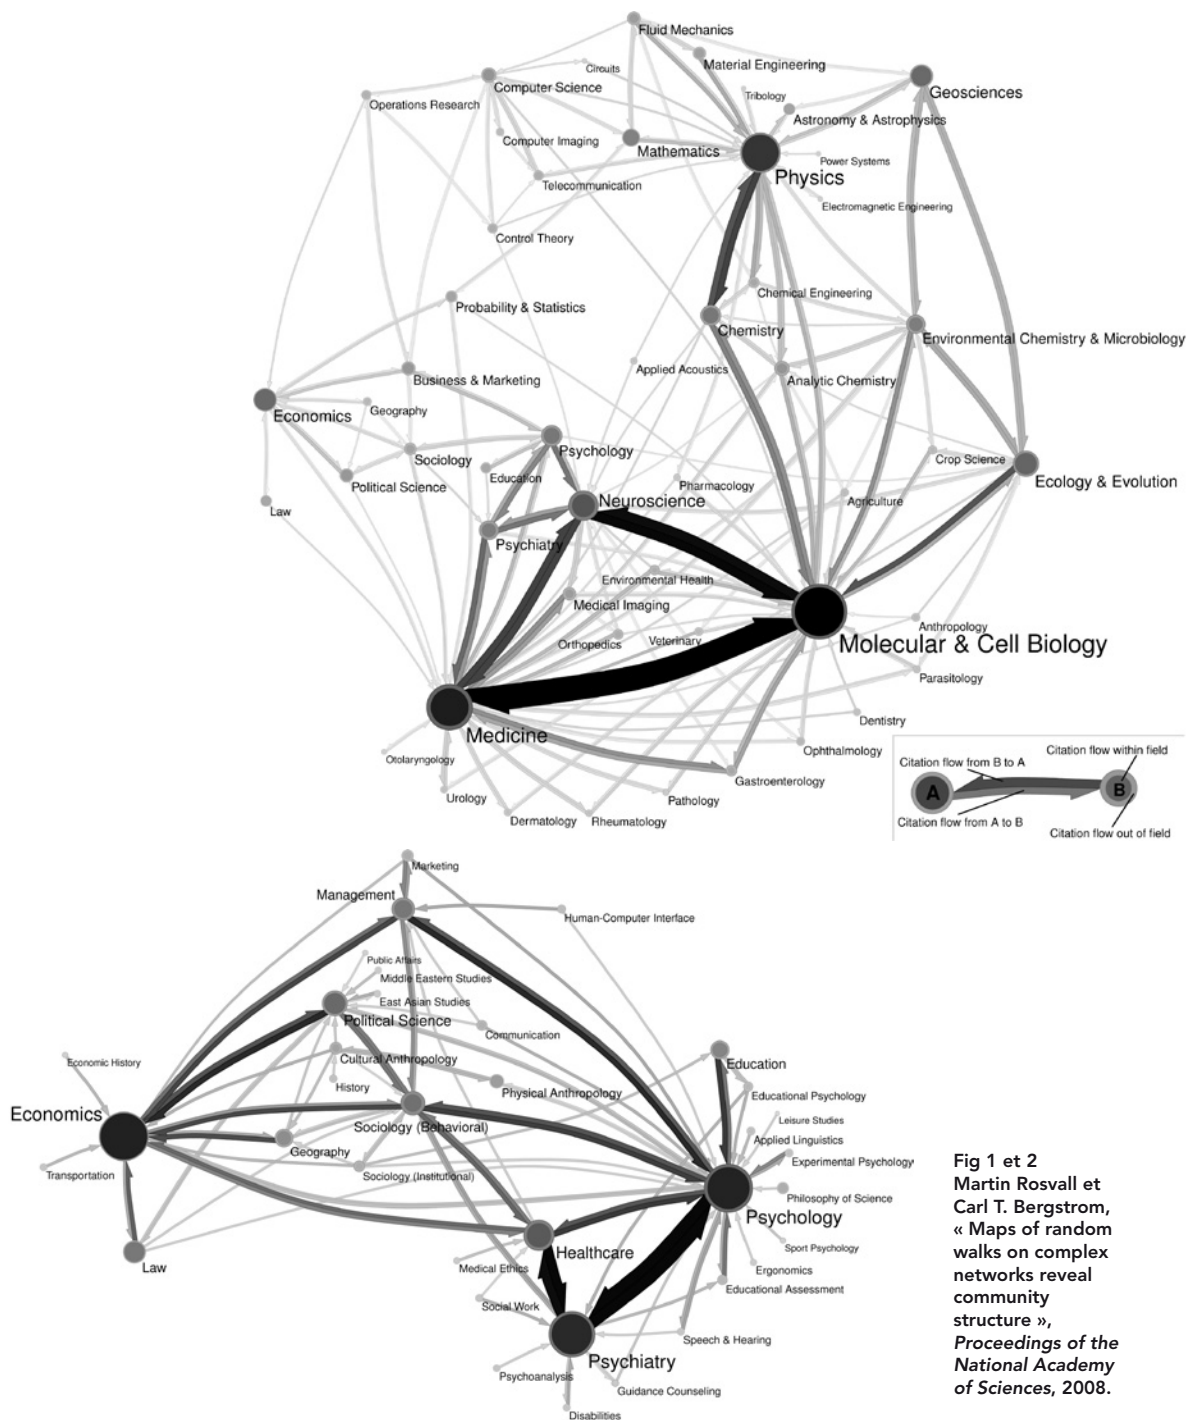 Fluid Mechanics
Material Engineering
Circuits
Computer Science
Geosciences
Tribology
Operations Research
Astronomy & Astrophysics
Computer Imaging
Mathematics
Power Systems
Physics
Telecommunication
Electromagnetic Engineering
Control Theory
Chemical Engineering
Probability & Statistics
Chemistry
Environmental Chemistry & Microbiology
Applied Acoustics
Business & Marketing
Analytic Chemistry
Geography
Economics
Psychology
Sociology
Crop Science
Education
Ecology & Evolution
Political Science
Pharmacology
Neuroscience
Agriculture
Law
Psychiatry
Environmental Health
Medical Imaging
Anthropology
Orthopedics
Veterinary
Molecular & Cell Biology
Parasitology
Dentistry
Medicine
Ophthalmology
Otolaryngology
Gastroenterology
Urology
Pathology
Dermatology
Rheumatology
Citation flow from B to A
Citation flow within field
A
B
Citation flow from A to B
Citation flow out of field
Marketing
Management
Human-Computer Interface
Public Affairs
Middle Eastern Studies
East Asian Studies
Political Science
Communication
Cultural Anthropology
Economic History
Education
History
Physical Anthropology
Educational Psychology
Economics
Leisure Studies
Sociology (Behavioral)
Applied Linguistics
Geography
Experimental Psychology
Transportation
Sociology (Institutional)
Philosophy of Science
Psychology
Sport Psychology
Healthcare
Law
Medical Ethics
Ergonomics
Educational Assessment
Social Work
Speech & Hearing
Psychiatry
Psychoanalysis
Guidance Counseling
Disabilities
Fig 1 et 2
Martin Rosvall et
Carl T. Bergstrom,
« Maps of random
walks on complex
networks reveal
community
structure »,
Proceedings of the
National Academy
of Sciences, 2008.